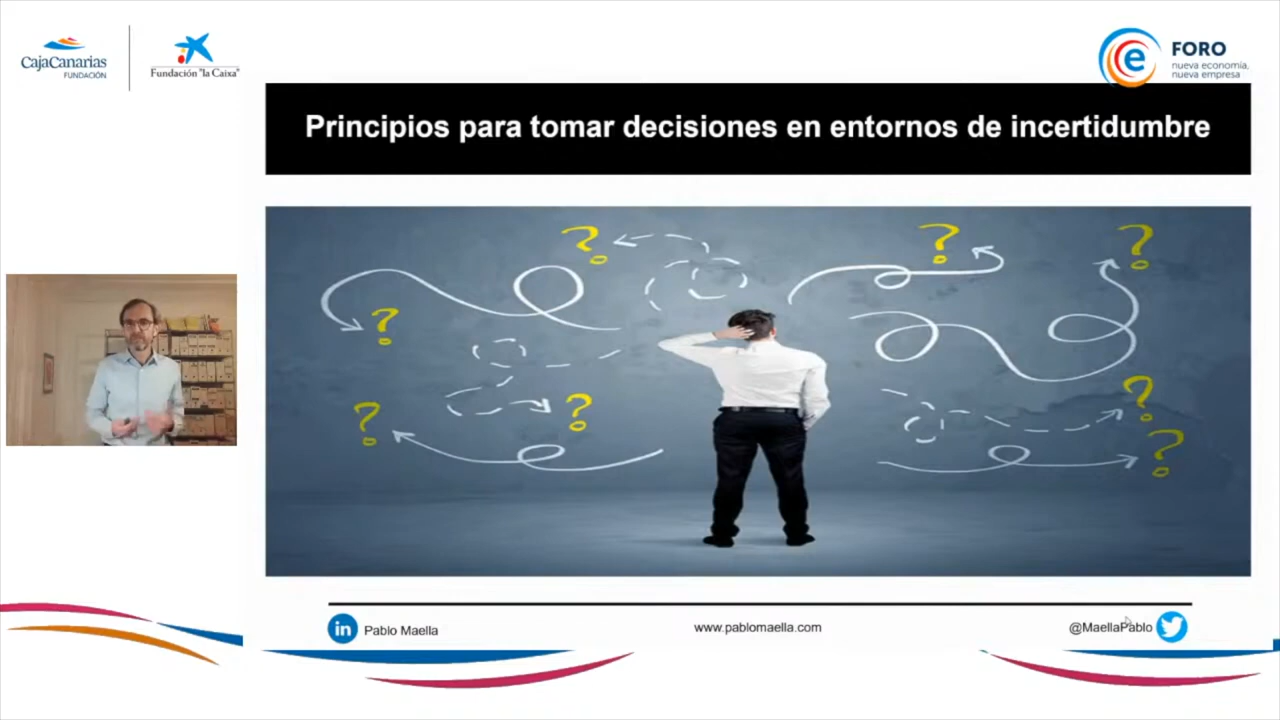 CajaCanarias
FUNDACIÓN
Fundación "la Caixa"
e FORO
nueva economía,
nueva empresa
Principios para tomar decisiones en entornos de incertidumbre
? ? ?
?
? ? ?
?
in Pablo Maella
www.pablomaella.com
@MaellaPablo